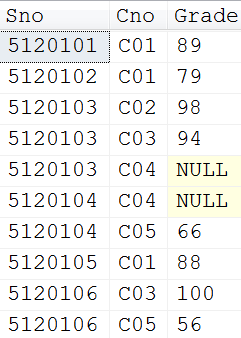 Sno Cno Grade
5120101 C01 89
5120102 C01 79
5120103 C02 98
5120103 C03 94
5120103 C04 NULL
5120104 C04 NULL
5120104 C05 66
5120105 C01 88
5120106 C03 100
5120106 C05 56